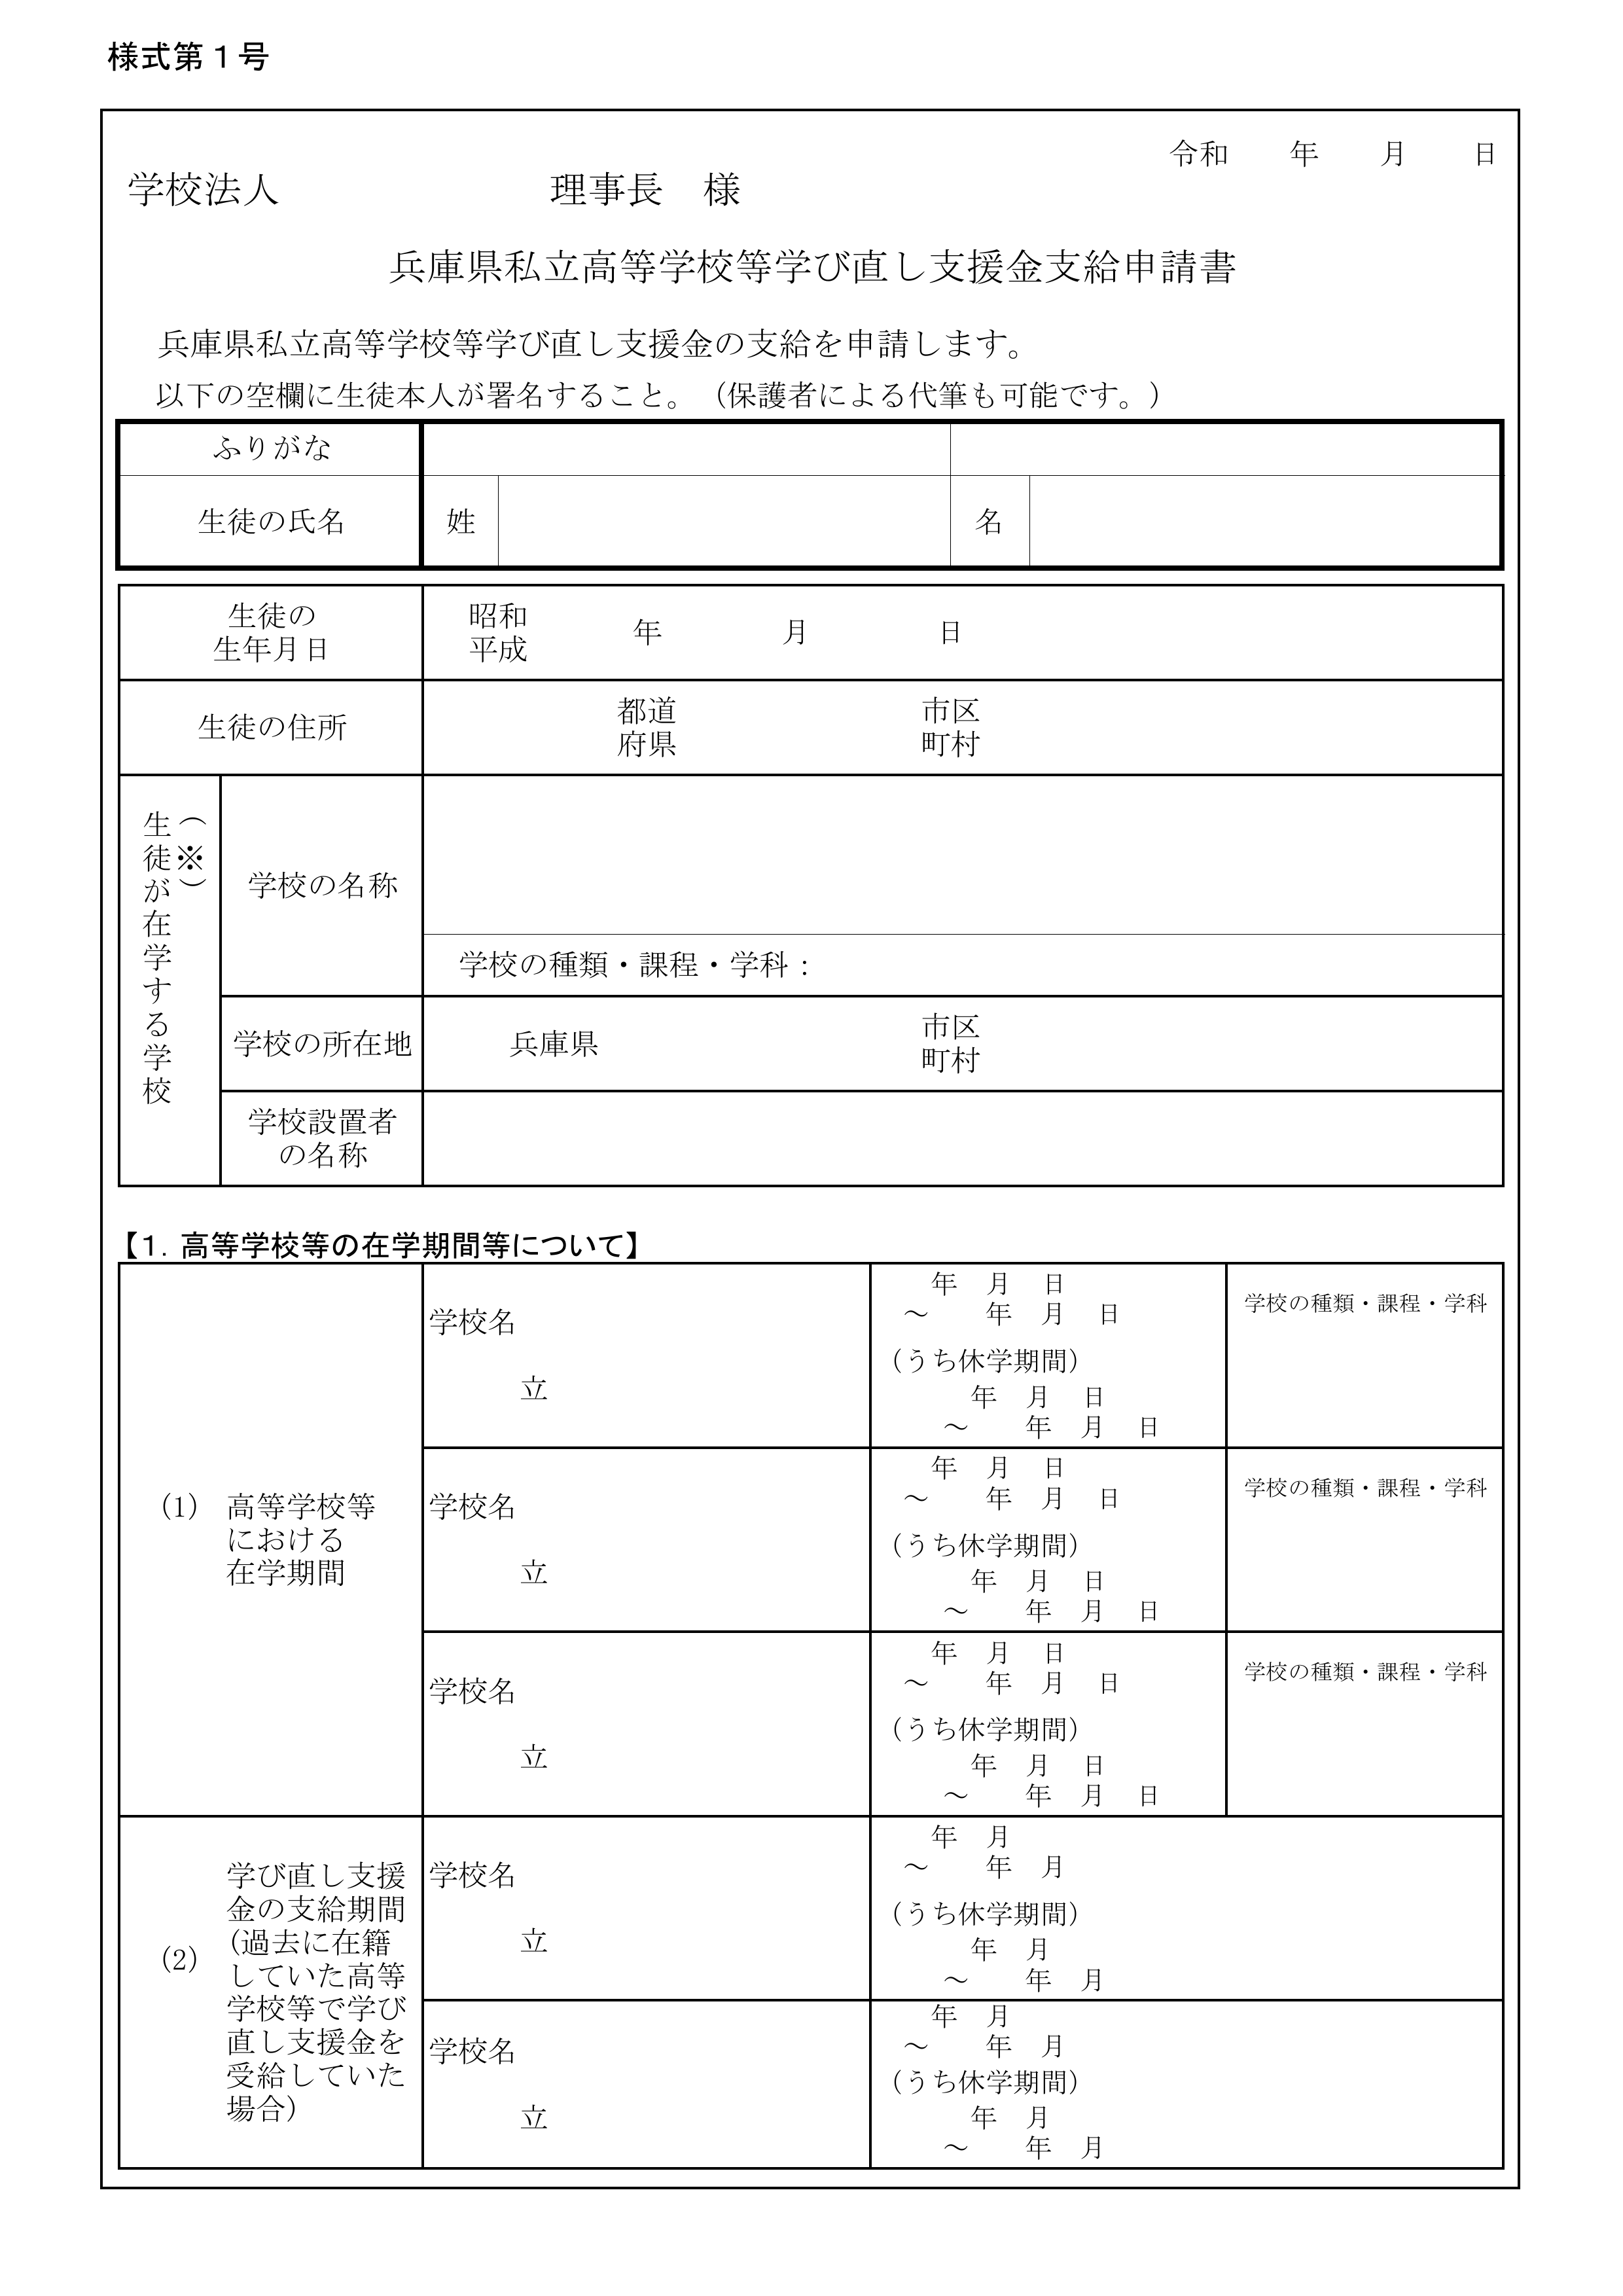 様式第１号
令和　　年　　月　　日
学校法人　　　　　　　理事長　様
兵庫県私立高等学校等学び直し支援金支給申請書
兵庫県私立高等学校等学び直し支援金の支給を申請します。
以下の空欄に生徒本人が署名すること。（保護者による代筆も可能です。）
ふりがな
生徒の氏名　姓　名
生徒の
生年月日
昭和
平成
年　月　日
生徒の住所
都道
府県
市区
町村
生徒が在学する学校
（※）
学校の名称
学校の種類・課程・学科：
学校の所在地
兵庫県
市区
町村
学校設置者
の名称
【1．高等学校等の在学期間等について】
(1)　高等学校等
における
在学期間
学校名
立
年　月　日
～　年　月　日
（うち休学期間）
年　月　日
～　年　月　日
学校の種類・課程・学科
学校名
立
年　月　日
～　年　月　日
（うち休学期間）
年　月　日
～　年　月　日
学校の種類・課程・学科
学校名
立
年　月　日
～　年　月　日
（うち休学期間）
年　月　日
～　年　月　日
学校の種類・課程・学科
(2)
学び直し支援
金の支給期間
（過去に在籍
していた高等
学校等で学び
直し支援金を
受給していた
場合）
学校名
立
年　月
～　年　月
（うち休学期間）
年　月
～　年　月
学校名
立
年　月
～　年　月
（うち休学期間）
年　月
～　年　月